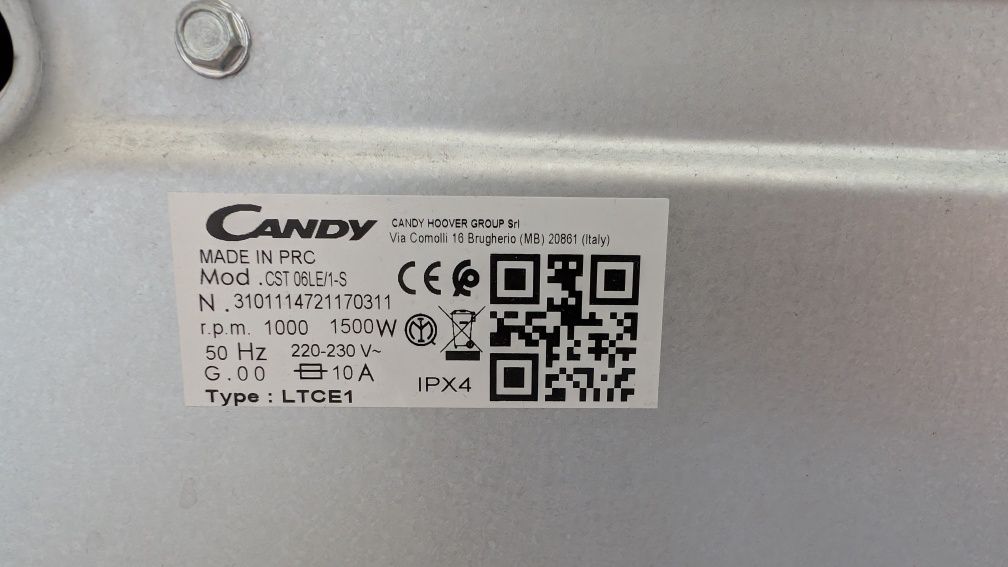 CANDY
CANDY HOOVER GROUP Srl
Via Comolli 16 Brugherio (MB) 20861 (Italy)
MADE IN PRC
Mod .CST 06LE/1-S
N .3101114721170311
r.p.m. 1000 1500W
50 Hz 220-230 V~
G.00 10 A
Type : LTCE1
CE
IPX4